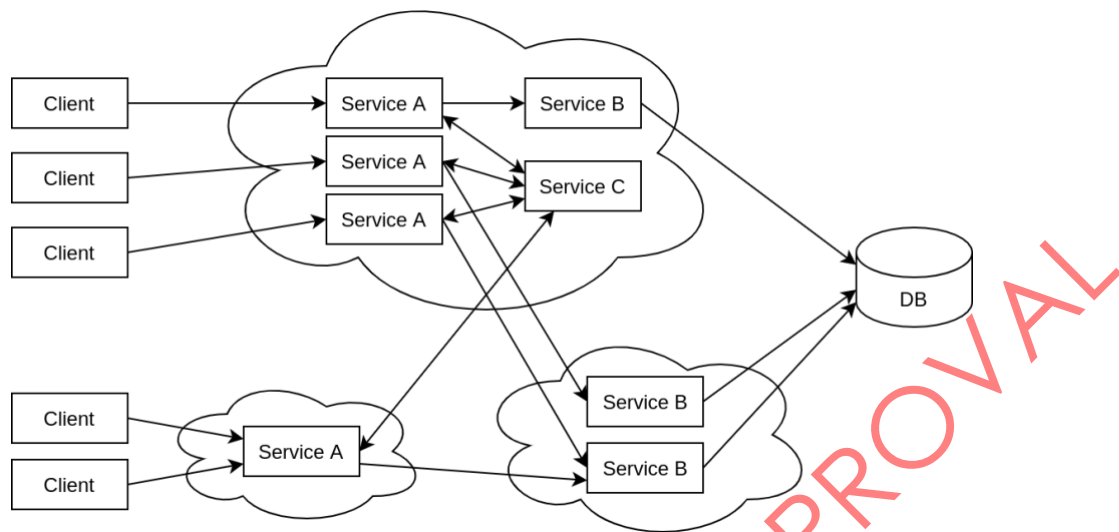 Client
Service A
Service B
Client
Service A
Service C
Client
Service A
DB
Client
Service A
Client
Service B
Service B
PROVAL